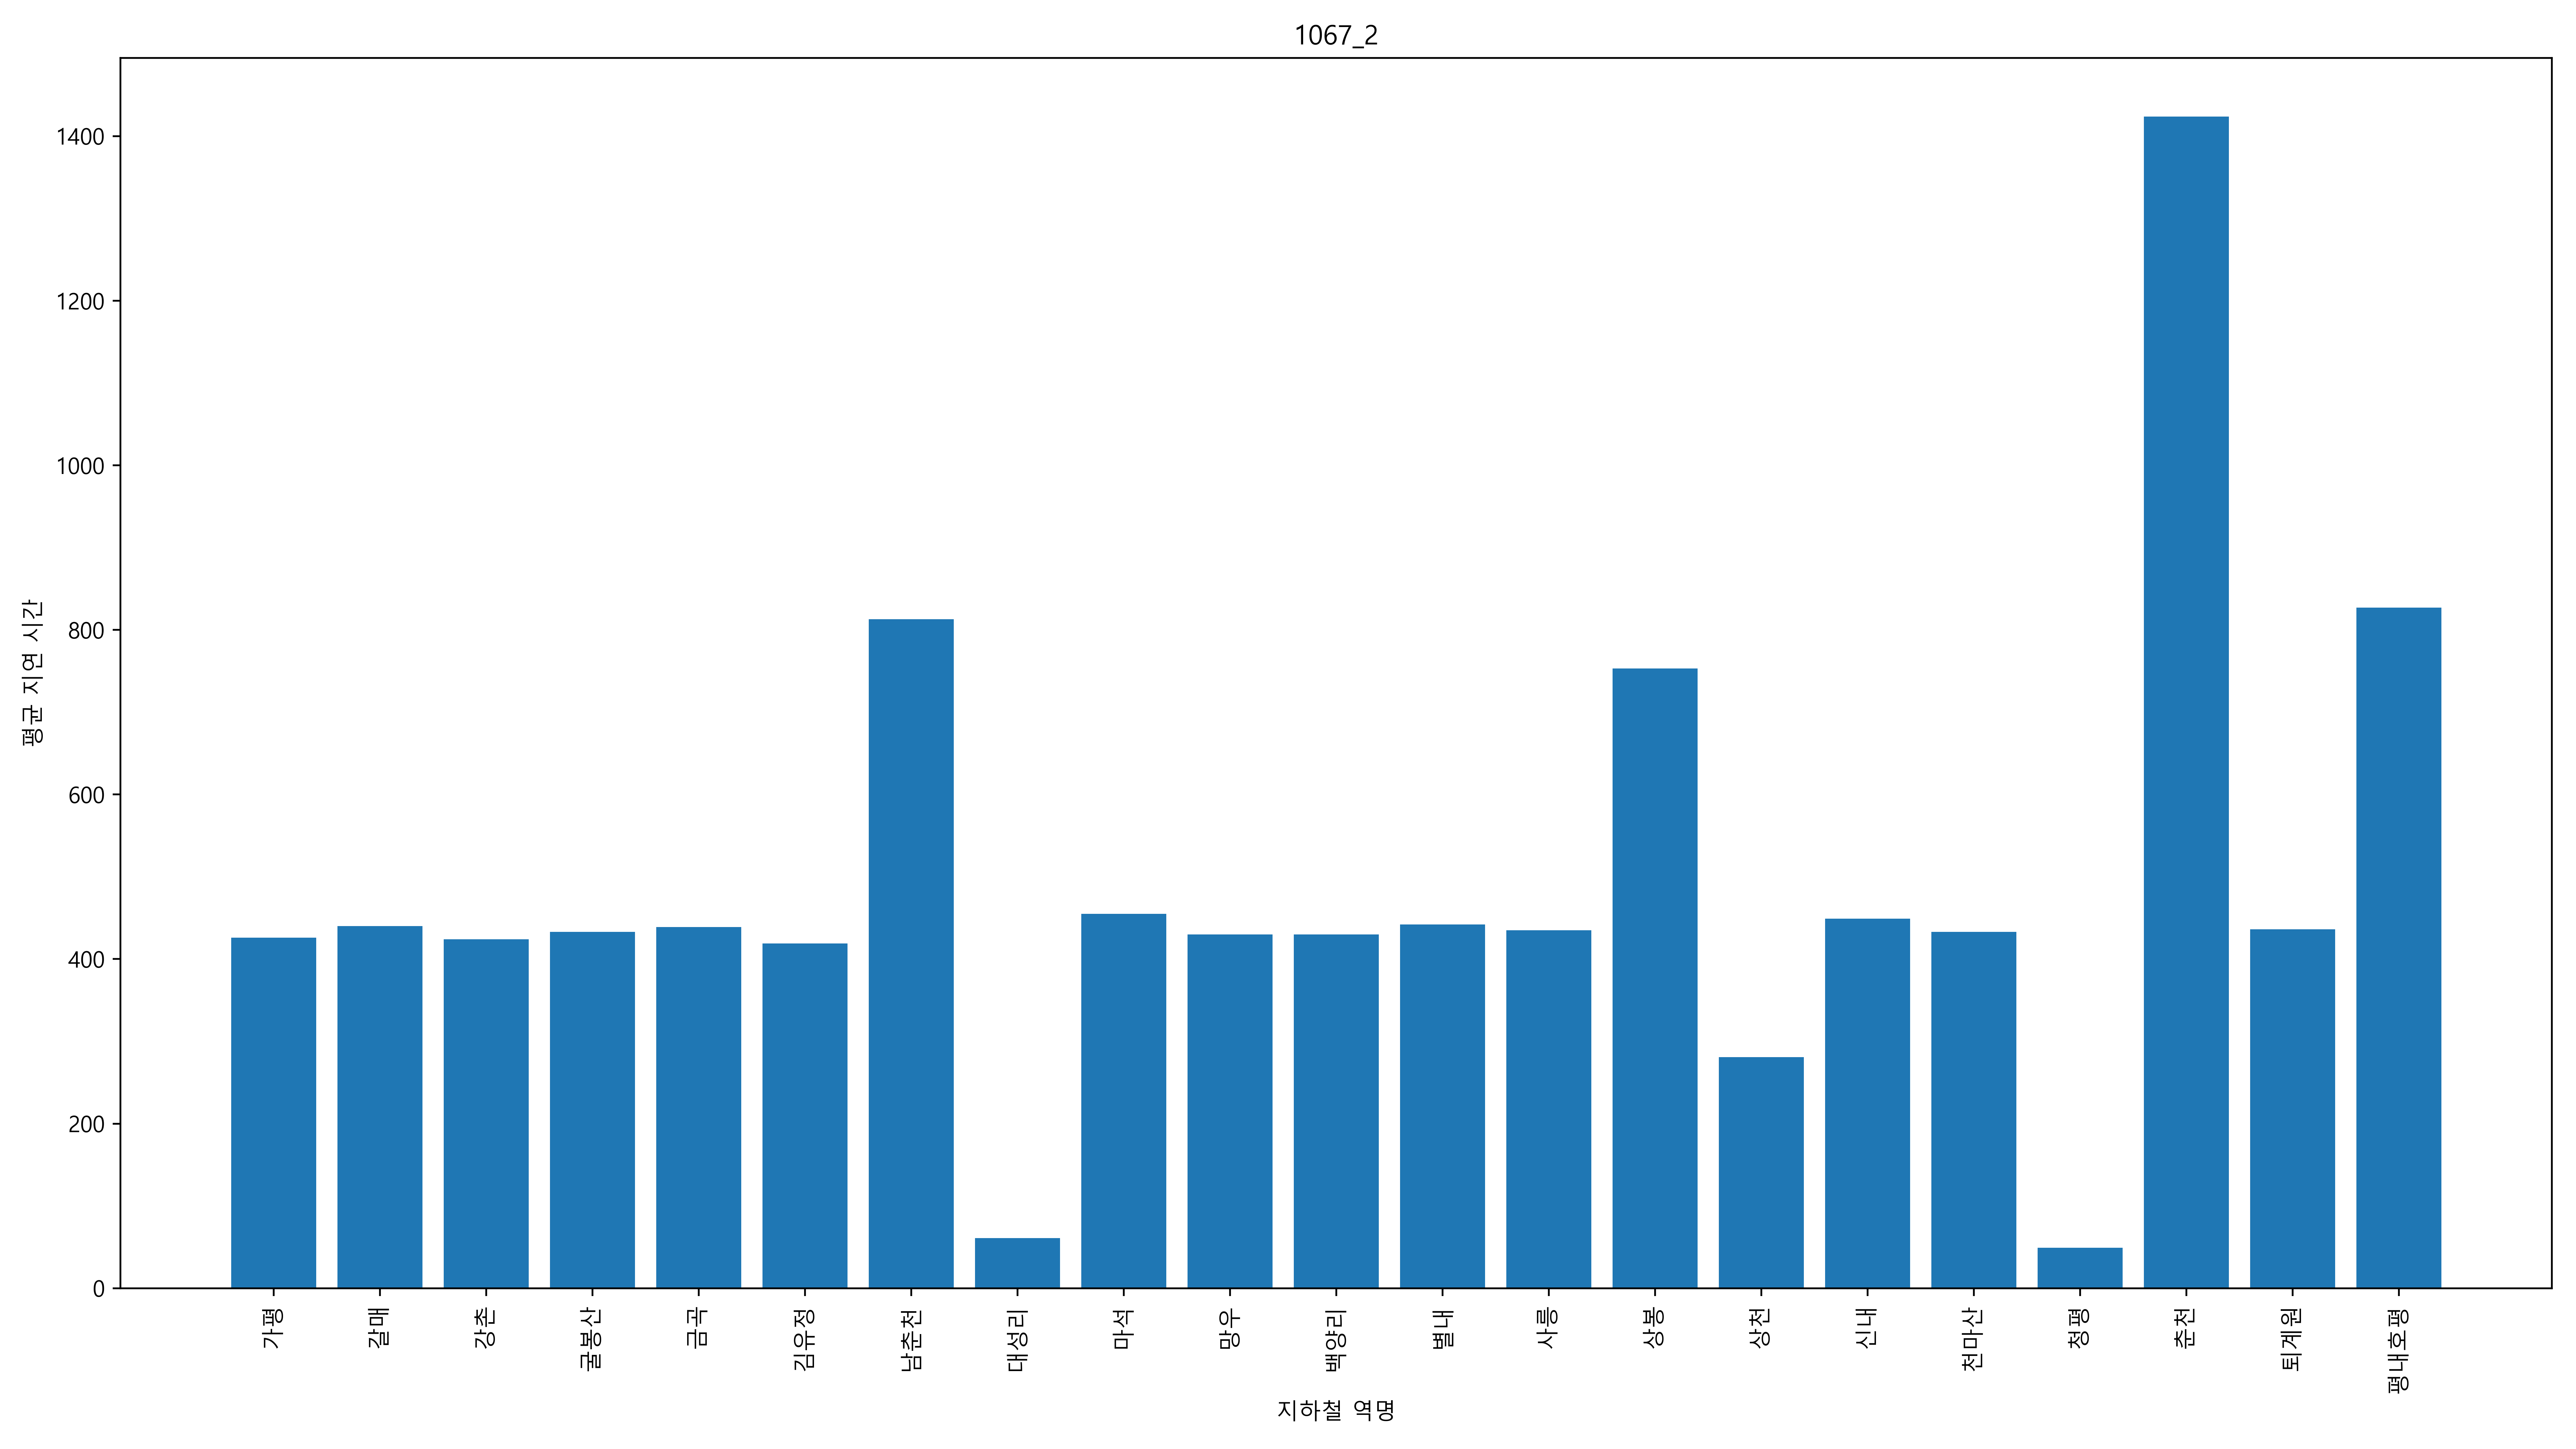 1067_2
평균 지연 시간
1400
1200
1000
800
600
400
200
0
가평
갈매
강촌
굴봉산
금곡
김유정
남춘천
대성리
마석
망우
백양리
별내
사릉
상봉
상천
신내
천마산
청평
춘천
퇴계원
평내호평
지하철 역명